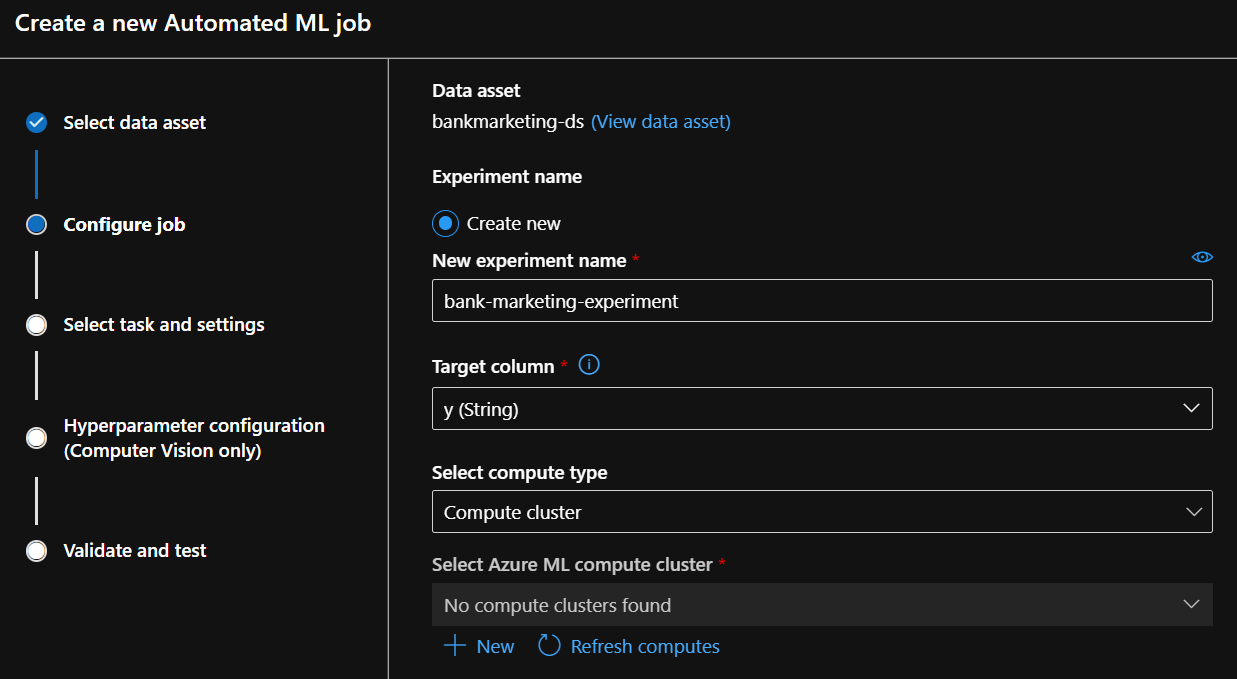 Create a new Automated ML job
Select data asset
Configure job
Select task and settings
Hyperparameter configuration
(Computer Vision only)
Validate and test
Data asset
bankmarketing-ds (View data asset)
Experiment name
Create new
New experiment name *
bank-marketing-experiment
Target column *
y (String)
Select compute type
Compute cluster
Select Azure ML compute cluster *
No compute clusters found
New Refresh computes